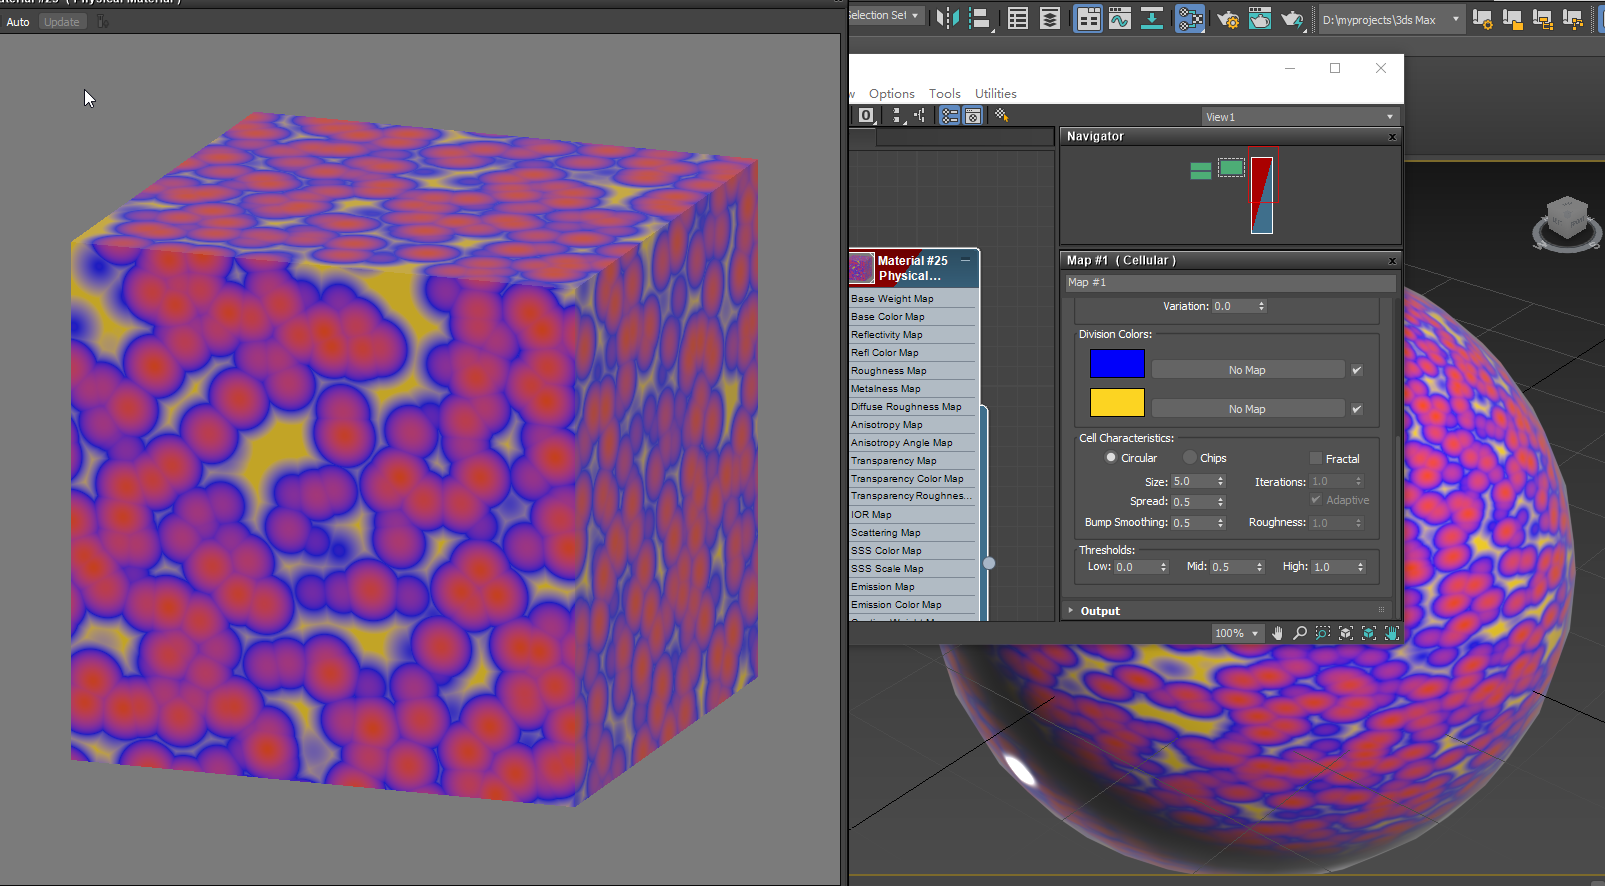 Material #25 ( Physical Material )
Auto Update
Selection Set
D:\myprojects\3ds Max
Options Tools Utilities
View1
Navigator
Material #25
Physical...
Base Weight Map
Base Color Map
Reflectivity Map
Refl Color Map
Roughness Map
Metalness Map
Diffuse Roughness Map
Anisotropy Map
Anisotropy Angle Map
Transparency Map
Transparency Color Map
Transparency Roughnes...
IOR Map
Scattering Map
SSS Color Map
SSS Scale Map
Emission Map
Emission Color Map
Map #1 ( Cellular )
Map #1
Variation: 0.0
Division Colors:
No Map
No Map
Cell Characteristics:
Circular Chips Fractal
Size: 5.0 Iterations: 1.0
Spread: 0.5 Adaptive
Bump Smoothing: 0.5 Roughness: 1.0
Thresholds:
Low: 0.0 Mid: 0.5 High: 1.0
Output
100%